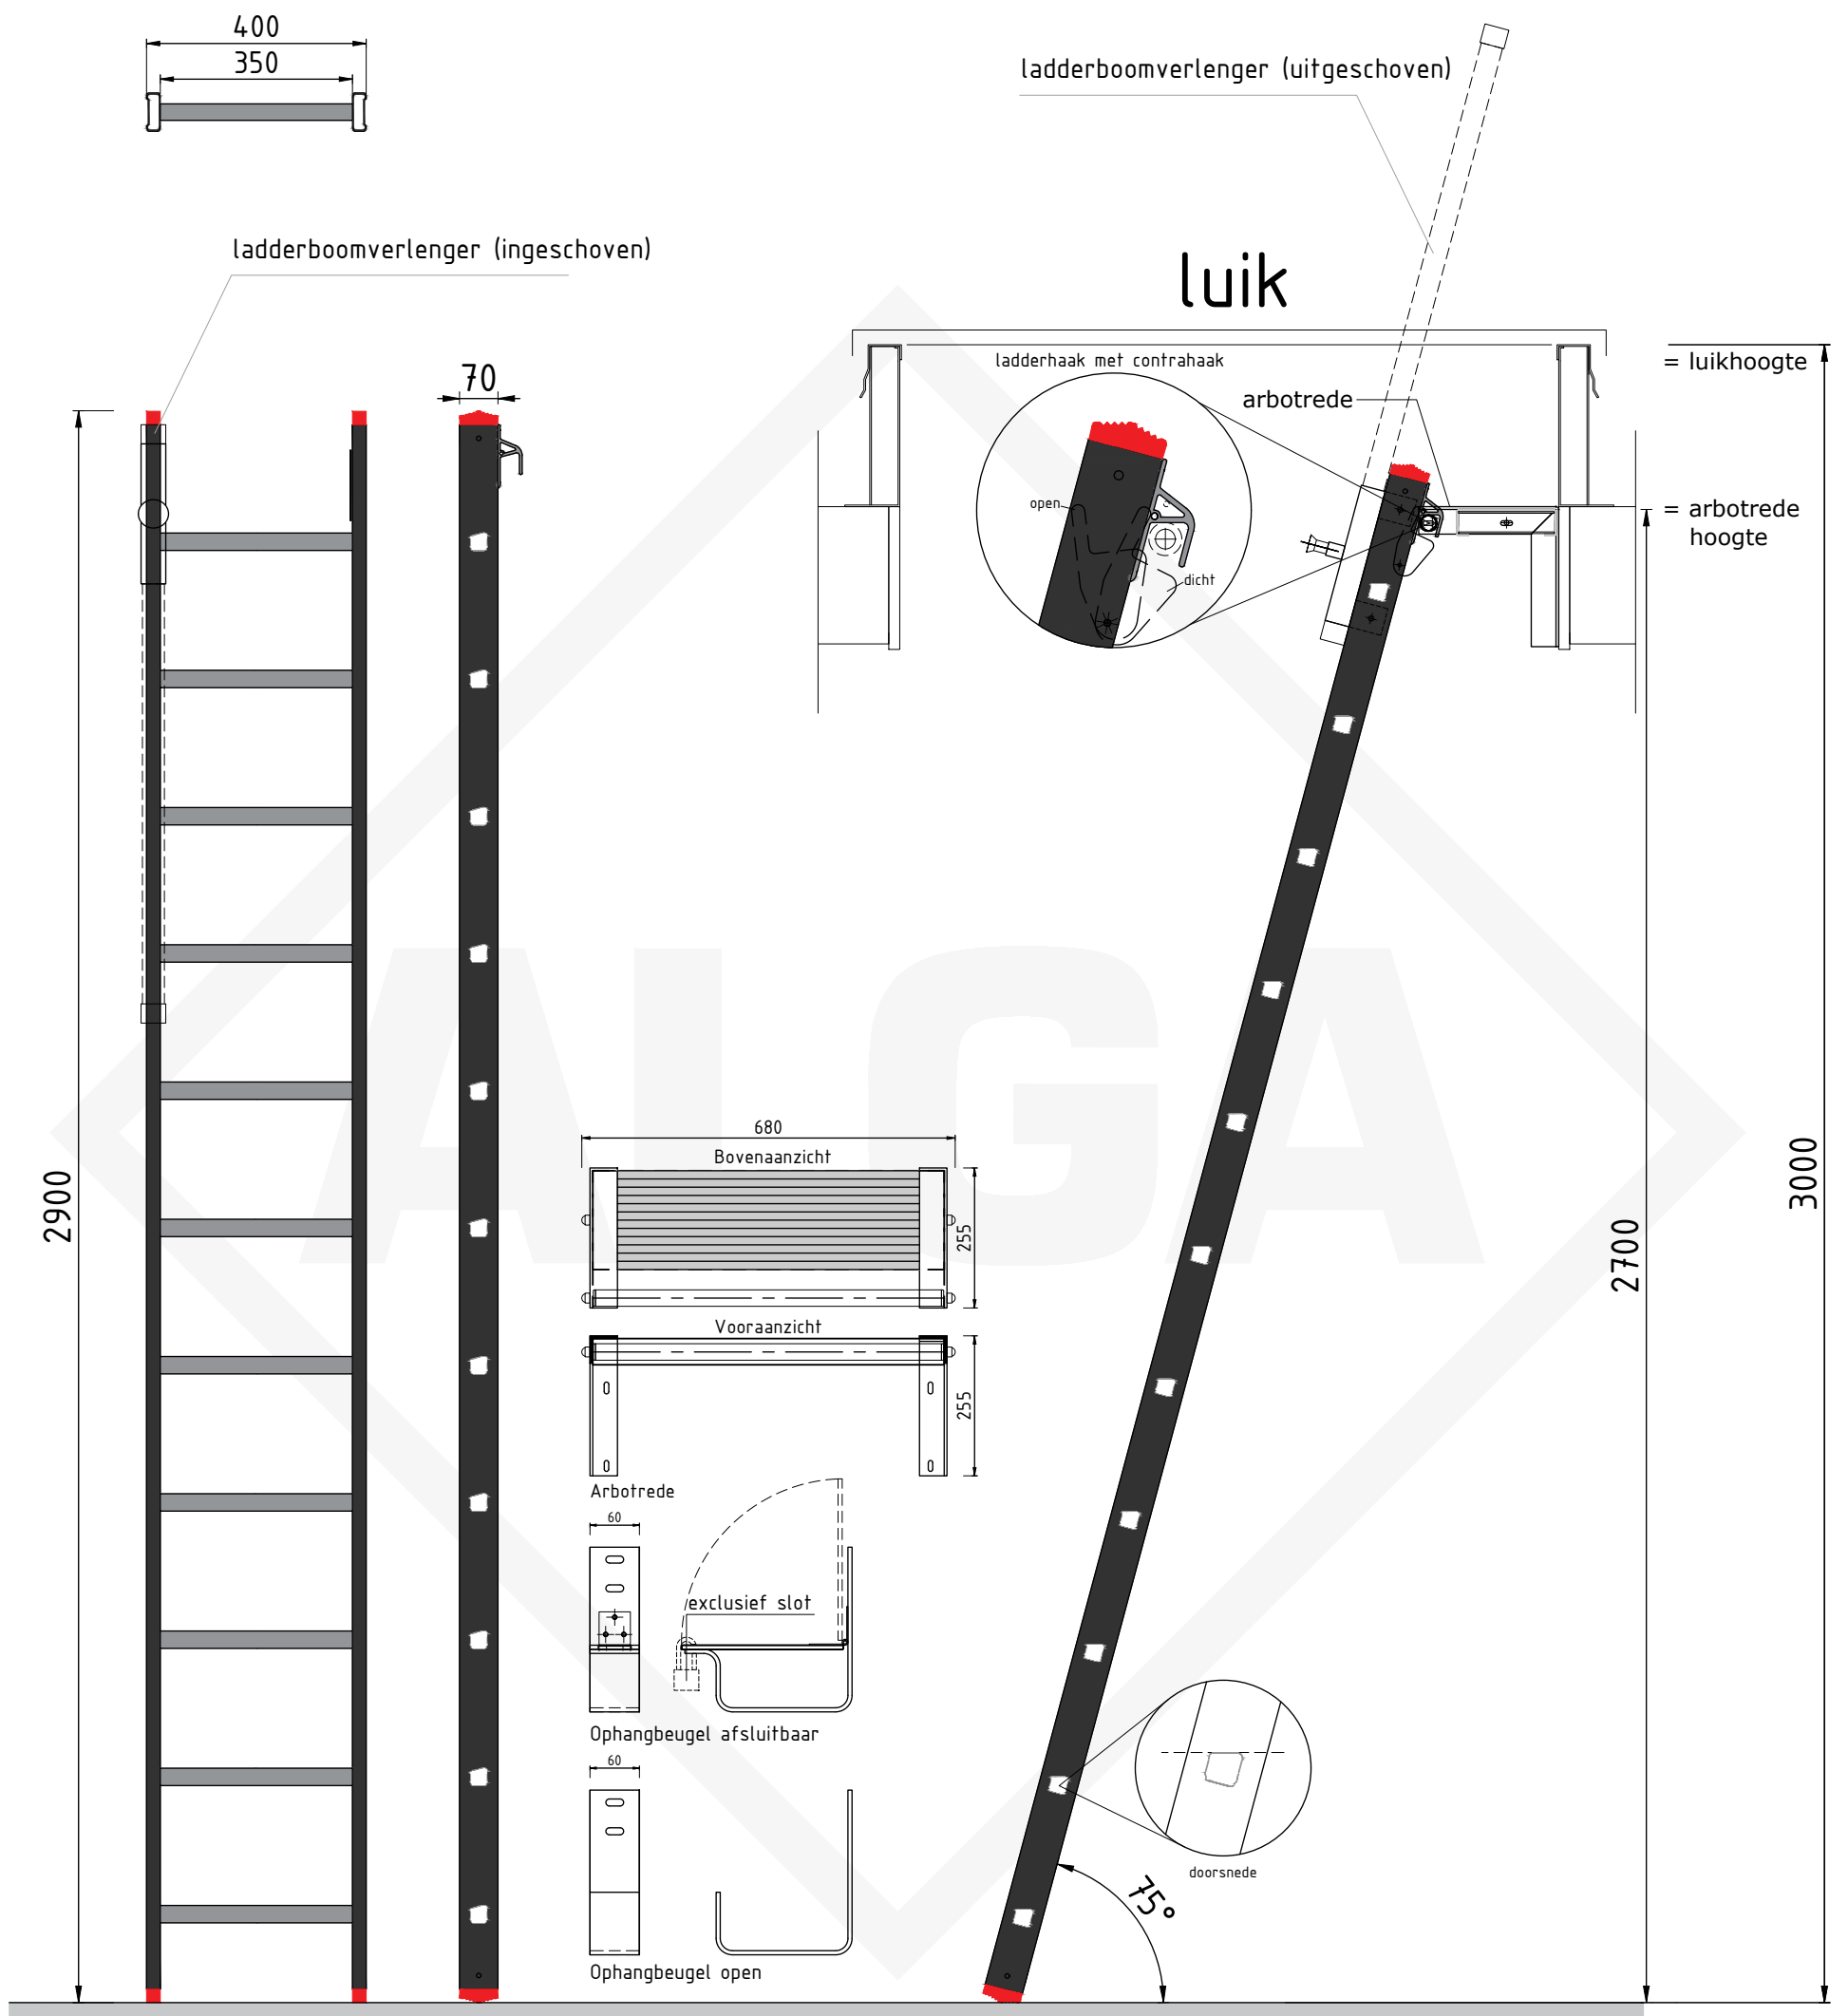 400
350
ladderboomverlenger (uitgeschoven)
ladderboomverlenger (ingeschoven)
luik
70
ladderhaak met contrahaak
= luikhoogte
arbotrede
open
dicht
= arbotrede
hoogte
2900
680
Bovenaanzicht
255
Vooraanzicht
255
Arbotrede
60
exclusief slot
Ophangbeugel afsluitbaar
60
Ophangbeugel open
2700
3000
doorsnede
75°
ALGA